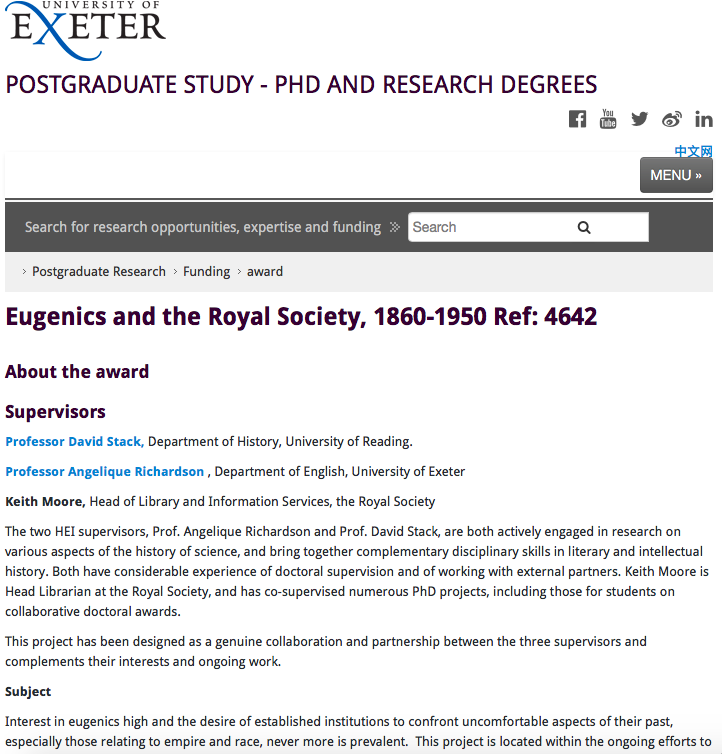 UNIVERSITY OF
EXETER
POSTGRADUATE STUDY - PHD AND RESEARCH DEGREES
You
Tube
in
中文网
MENU »
Search for research opportunities, expertise and funding
Search
Postgraduate Research › Funding › award
Eugenics and the Royal Society, 1860-1950 Ref: 4642
About the award
Supervisors
Professor David Stack, Department of History, University of Reading.
Professor Angelique Richardson , Department of English, University of Exeter
Keith Moore, Head of Library and Information Services, the Royal Society
The two HEI supervisors, Prof. Angelique Richardson and Prof. David Stack, are both actively engaged in research on
various aspects of the history of science, and bring together complementary disciplinary skills in literary and intellectual
history. Both have considerable experience of doctoral supervision and of working with external partners. Keith Moore is
Head Librarian at the Royal Society, and has co-supervised numerous PhD projects, including those for students on
collaborative doctoral awards.
This project has been designed as a genuine collaboration and partnership between the three supervisors and
complements their interests and ongoing work.
Subject
Interest in eugenics high and the desire of established institutions to confront uncomfortable aspects of their past,
especially those relating to empire and race, never more is prevalent.  This project is located within the ongoing efforts to